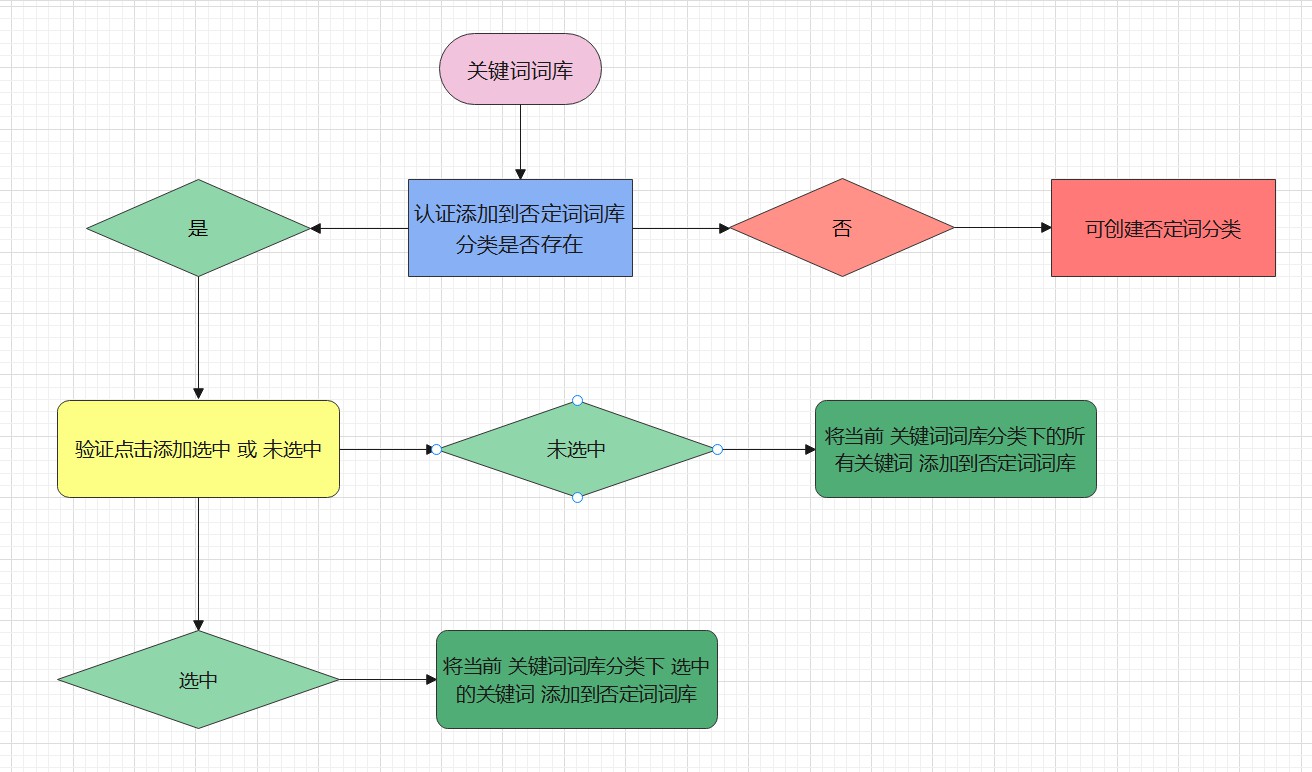 关键词词库
是
认证添加到否定词词库
分类是否存在
否
可创建否定词分类
验证点击添加选中 或 未选中
未选中
将当前 关键词词库分类下的所
有关键词 添加到否定词词库
选中
将当前 关键词词库分类下 选中
的关键词 添加到否定词词库